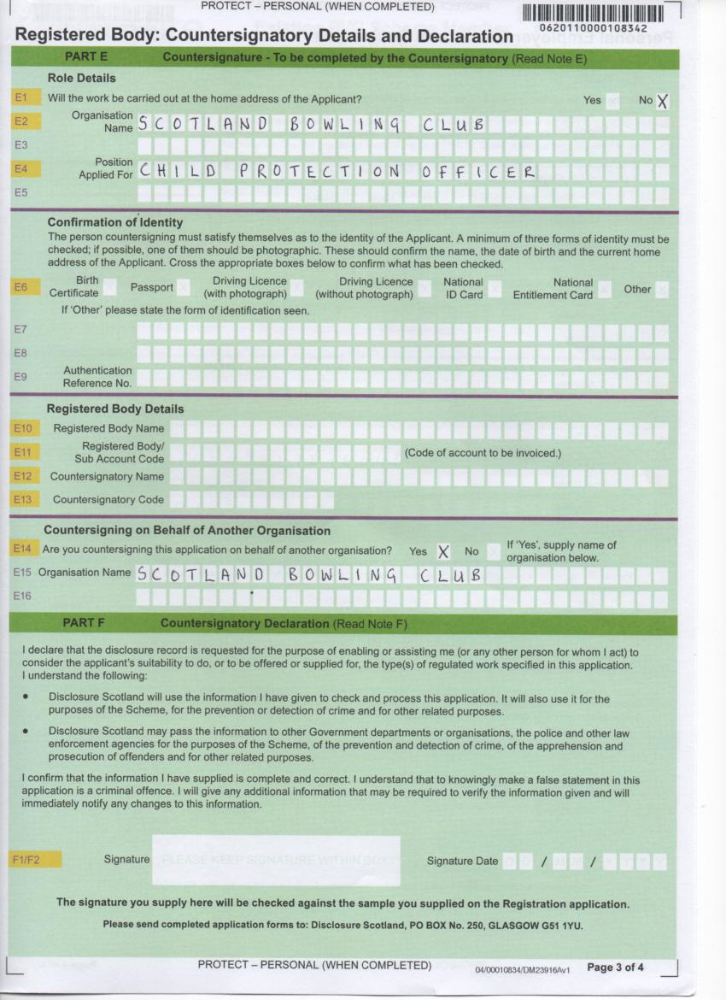 PROTECT – PERSONAL (WHEN COMPLETED)
0620110000108342
Registered Body: Countersignatory Details and Declaration
PART E Countersignature - To be completed by the Countersignatory (Read Note E)
Role Details
E1 Will the work be carried out at the home address of the Applicant? Yes No X
E2 Organisation Name SCOTLAND BOWLING CLUB
E3
E4 Position Applied For CHILD PROTECTION OFFICER
E5
Confirmation of Identity
The person countersigning must satisfy themselves as to the identity of the Applicant. A minimum of three forms of identity must be
checked; if possible, one of them should be photographic. These should confirm the name, the date of birth and the current home
address of the Applicant. Cross the appropriate boxes below to confirm what has been checked.
E6 Birth Certificate Passport Driving Licence (with photograph) Driving Licence (without photograph) National ID Card National Entitlement Card Other
If 'Other' please state the form of identification seen.
E7
E8
E9 Authentication Reference No.
Registered Body Details
E10 Registered Body Name
E11 Registered Body/ Sub Account Code (Code of account to be invoiced.)
E12 Countersignatory Name
E13 Countersignatory Code
Countersigning on Behalf of Another Organisation
E14 Are you countersigning this application on behalf of another organisation? Yes X No If 'Yes', supply name of organisation below.
E15 Organisation Name SCOTLAND BOWLING CLUB
E16
PART F Countersignatory Declaration (Read Note F)
I declare that the disclosure record is requested for the purpose of enabling or assisting me (or any other person for whom I act) to
consider the applicant's suitability to do, or to be offered or supplied for, the type(s) of regulated work specified in this application.
I understand the following:
• Disclosure Scotland will use the information I have given to check and process this application. It will also use it for the
purposes of the Scheme, for the prevention or detection of crime and for other related purposes.
• Disclosure Scotland may pass the information to other Government departments or organisations, the police and other law
enforcement agencies for the purposes of the Scheme, of the prevention and detection of crime, of the apprehension and
prosecution of offenders and for other related purposes.
I confirm that the information I have supplied is complete and correct. I understand that to knowingly make a false statement in this
application is a criminal offence. I will give any additional information that may be required to verify the information given and will
immediately notify any changes to this information.
F1/F2 Signature PLEASE KEEP SIGNATURE WITHIN BOX Signature Date D D / M M / Y Y Y Y
The signature you supply here will be checked against the sample you supplied on the Registration application.
Please send completed application forms to: Disclosure Scotland, PO BOX No. 250, GLASGOW G51 1YU.
PROTECT – PERSONAL (WHEN COMPLETED)
04/00010834/DM23916Av1 Page 3 of 4